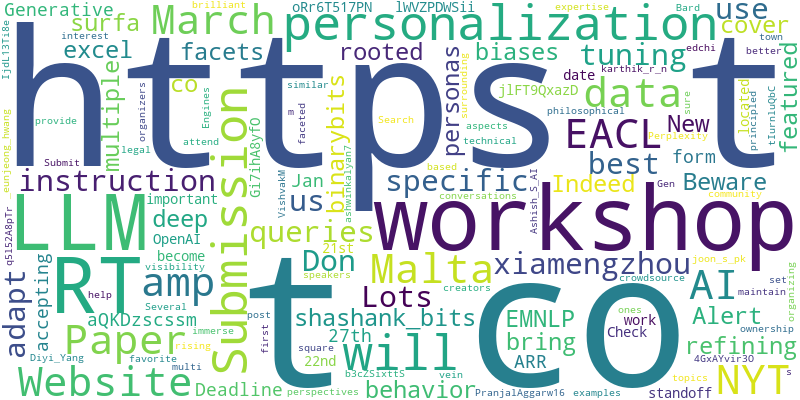 https
t
co
workshop
LLM
RT
personalization
March
Submission
Paper
Website
Will
Malta
EACL
data
AI
NYT
amp
instruction
specific
queries
Don
Lots
xiamengzhou
shashank_bits
binarybits
personas
biases
tuning
use
cover
featured
surfa
rooted
facets
excel
multiple
co
Generative
oRr6T517PN
lWVZPDWSii
Bard
brilliant
expertise
town
better
edchi
karthik_r_n
interest
IjdL13Ti8e
date
jlFT9QxazD
New
located
principled
sure
tIurnluQbC
philosophical
best
form
Indeed
Beware
Perplexity
Search
surrounding
similar
m
faceted
Engines
organizers
provide
legal
attend
Submit
_eunjeong_hwang
Gi7ihA8yfO
Jan
us
VishvakM
ashwinkalyan7
aspects
technical
based
conversations
Gen
community
Ashish_S_AI
joon_s_pk
important
deep
OpenAI
become
visibility
Several
q5152A8pTr
adapt
accepting
aQKDzscssm
help
Diyi_Yang
favorite
rising
immerse
multi
Deadline
post
first
speakers
square
perspectives
27th
21st
22nd
creators
b3cZSixttS
vein
behavior
EMNLP
bring
ARR
PranjalAggarw16
crowdsource
ones
work
Check
examples
Alert
refining
set
maintain
ownership
organizing
4GxAYvir3O
s
topics
standoff